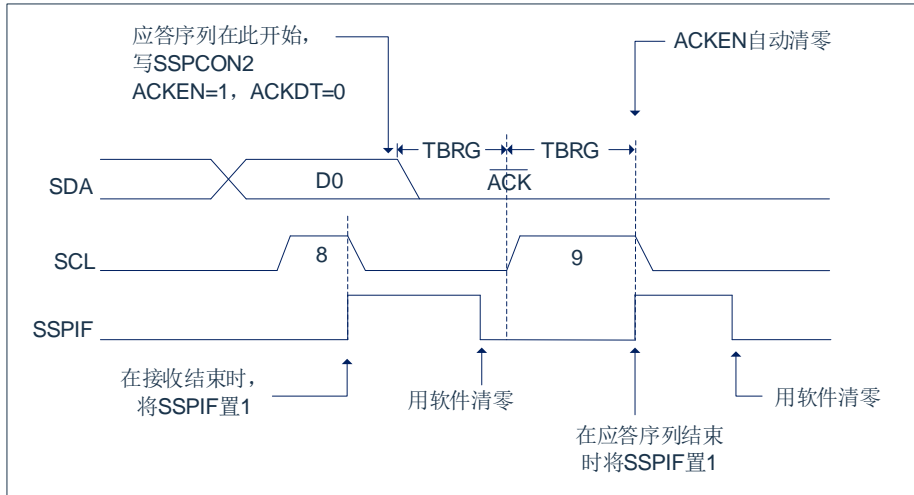 应答序列在此开始，
写SSPCON2
ACKEN=1，ACKDT=0
ACKEN自动清零
TBRG
TBRG
SDA
D0
ACK
SCL
8
9
SSPIF
在接收结束时，
将SSPIF置1
用软件清零
在应答序列结束
时将SSPIF置1
用软件清零